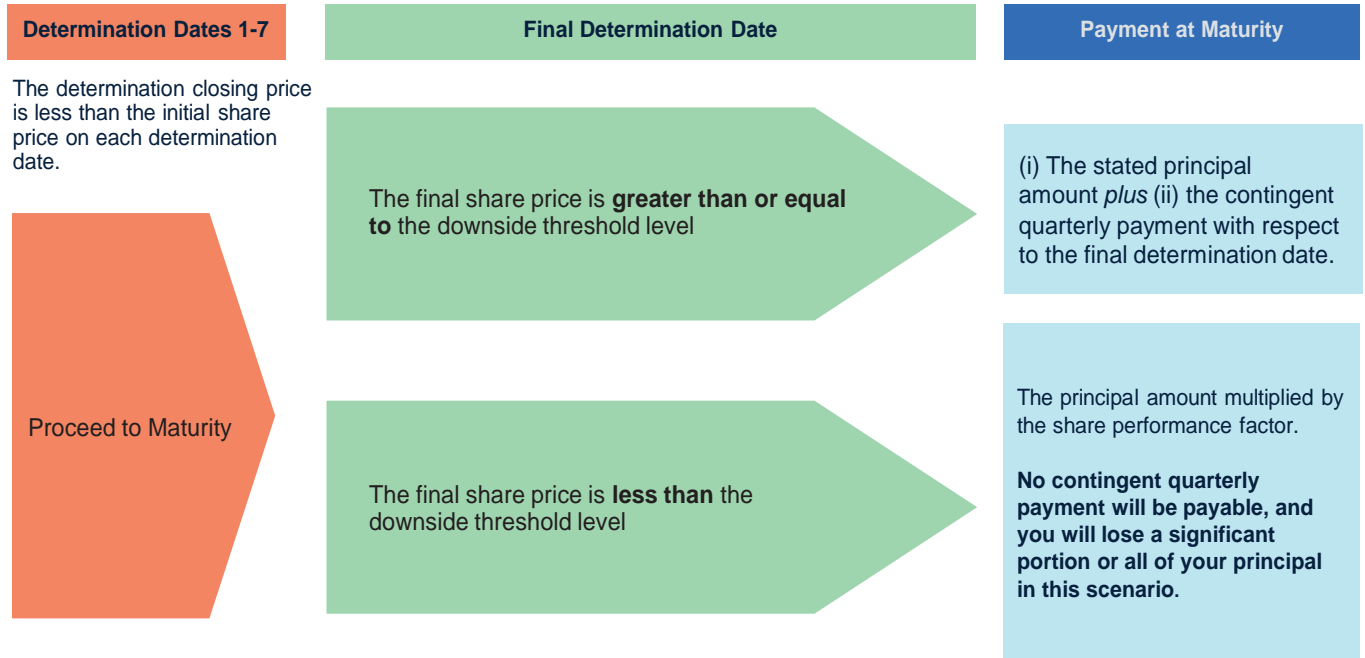 Determination Dates 1-7
Final Determination Date
Payment at Maturity
The determination closing price
is less than the initial share
price on each determination
date.
Proceed to Maturity
The final share price is greater than or equal
to the downside threshold level
(i) The stated principal
amount plus (ii) the contingent
quarterly payment with respect
to the final determination date.
The final share price is less than the
downside threshold level
The principal amount multiplied by
the share performance factor.
No contingent quarterly
payment will be payable, and
you will lose a significant
portion or all of your principal
in this scenario.